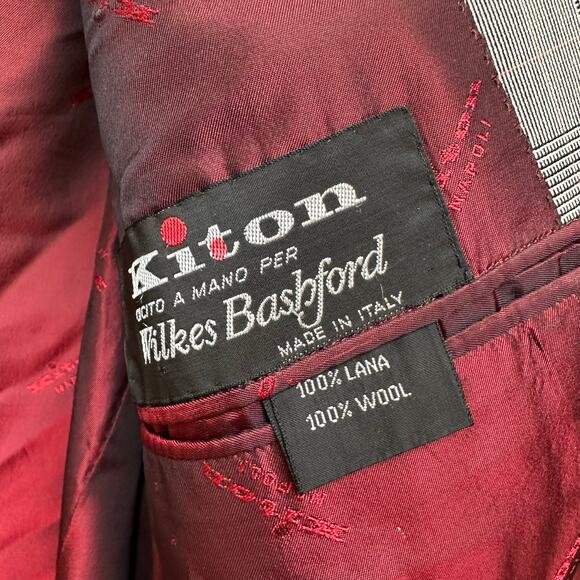 Kiton
CUCITO A MANO PER
Wilkes Bashford
MADE IN ITALY
100% LANA
100% WOOL
NAPOLI